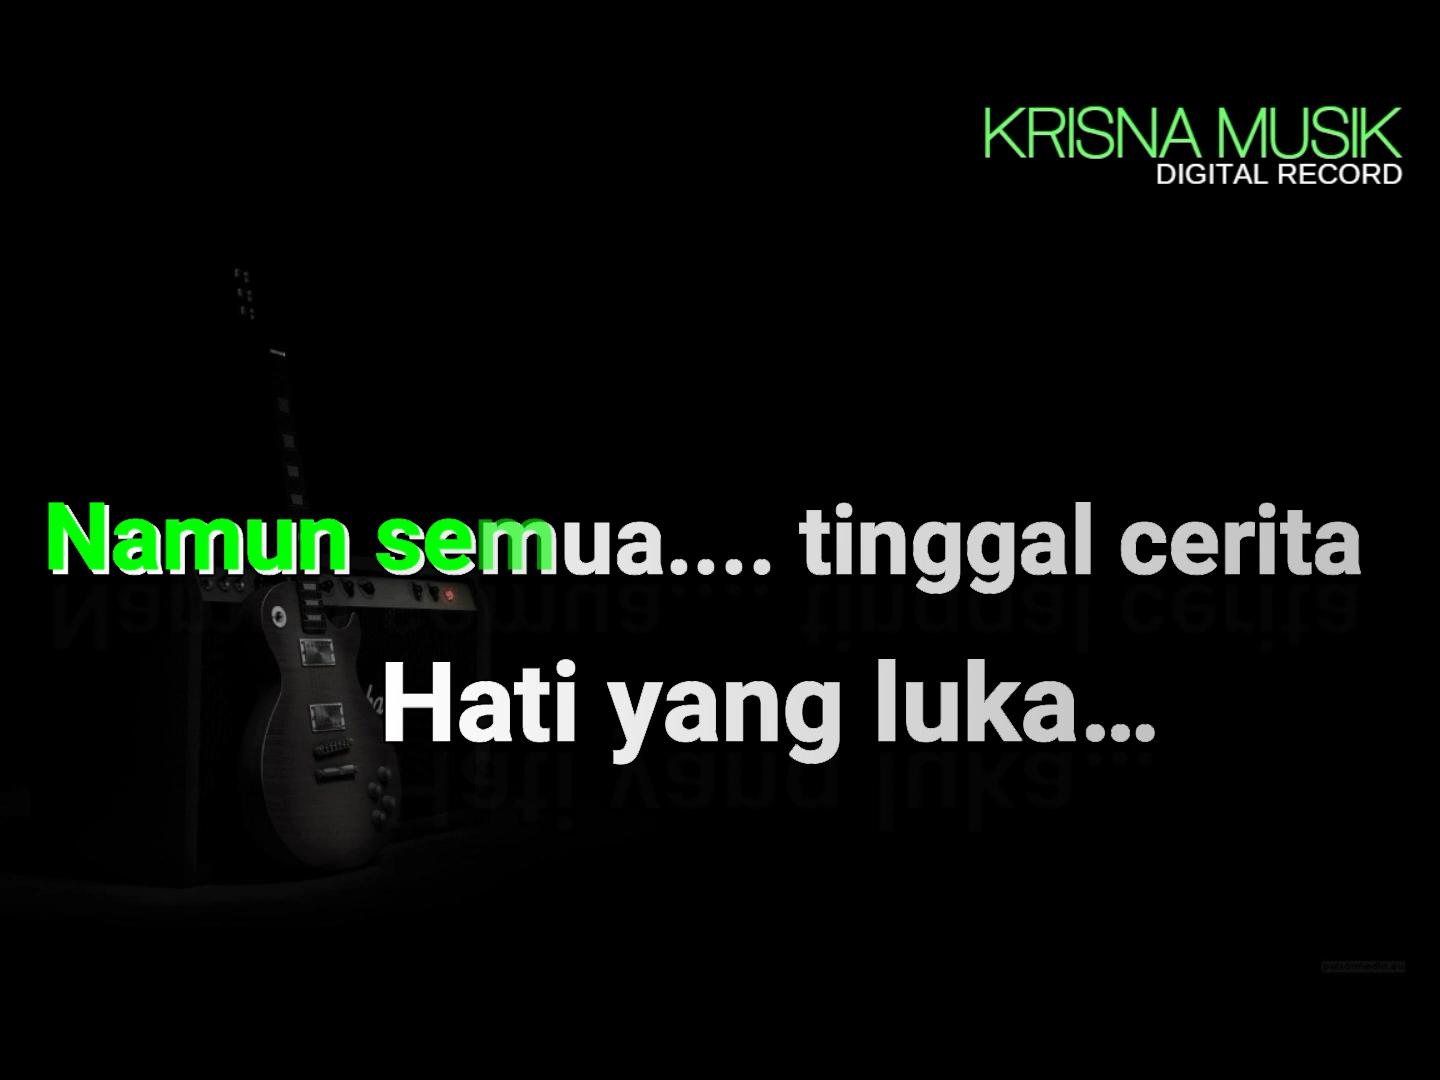 KRISNA MUSIK
DIGITAL RECORD
Namun semua.... tinggal cerita
Hati yang luka...